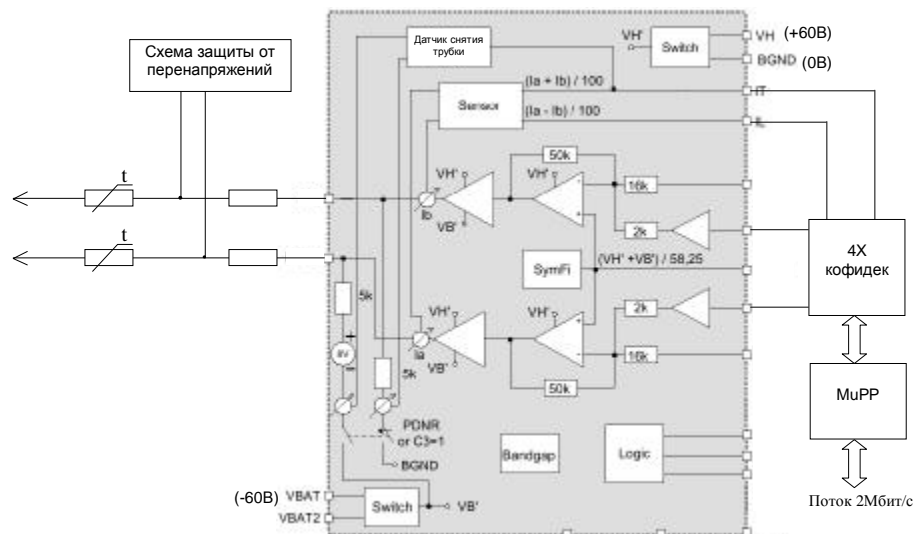 Схема защиты от
перенапряжений
Датчик снятия
трубки
VH'
Switch
VH (+60В)
BGND (0В)
(Ia + Ib) / 100
IT
Sensor
(Ia - Ib) / 100
IL
50k
t
VH'
VH'
16k
Ib
VB'
2k
t
SymFi
(VH' +VB') / 58,25
4X
кофидек
5k
VH'
VH'
2k
Ia
VB'
16k
5k
50k
MuPP
PDNR
or C3=1
BGND
Bandgap
Logic
(-60В) VBAT
VBAT2
Switch
VB'
Поток 2Мбит/с